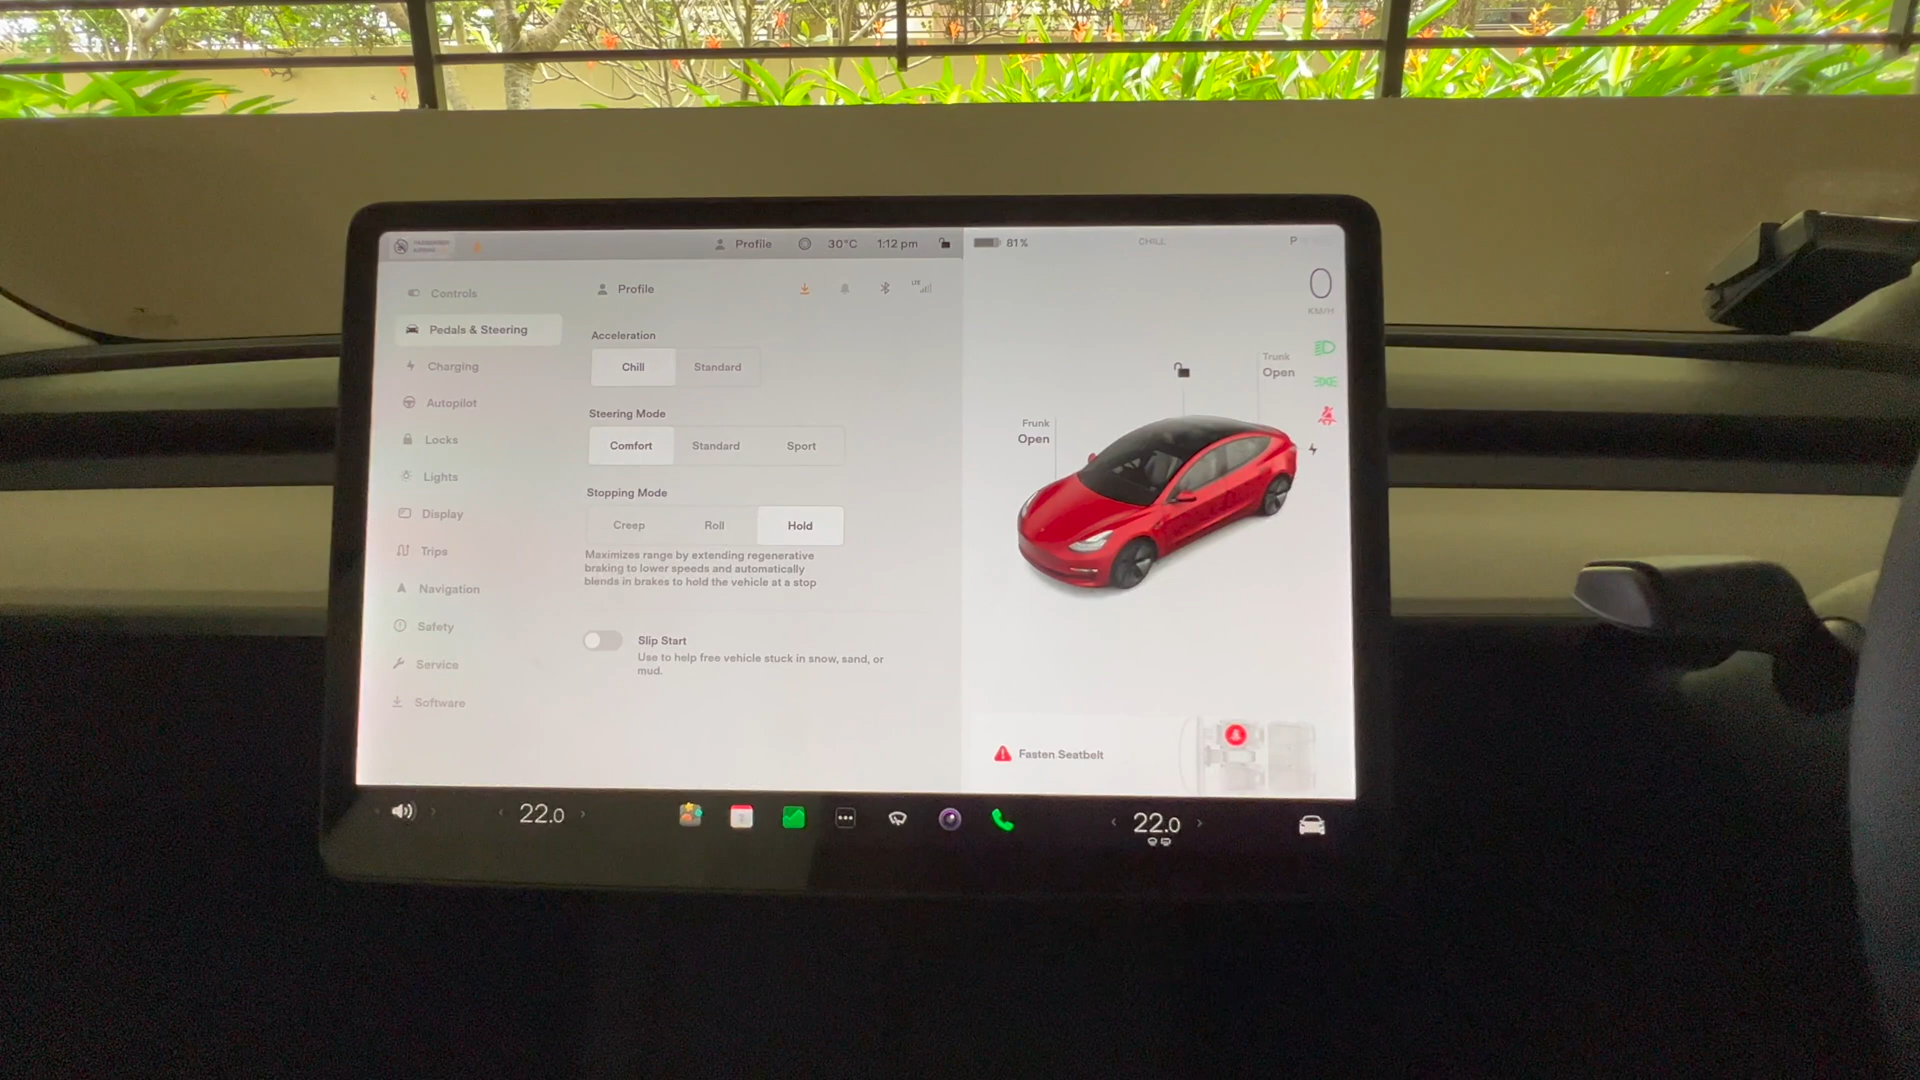 PASSENGER
AIRBAG
Profile
30°C
1:12 pm
81%
CHILL
P
Controls
Profile
LTE
0
KM/H
Pedals & Steering
Acceleration
Charging
Chill
Standard
Trunk
Open
Autopilot
Steering Mode
Frunk
Open
Locks
Comfort
Standard
Sport
Lights
Stopping Mode
Display
Creep
Roll
Hold
Trips
Maximizes range by extending regenerative
braking to lower speeds and automatically
blends in brakes to hold the vehicle at a stop
Navigation
Safety
Slip Start
Use to help free vehicle stuck in snow, sand, or
mud.
Service
Software
Fasten Seatbelt
22.0
22.0